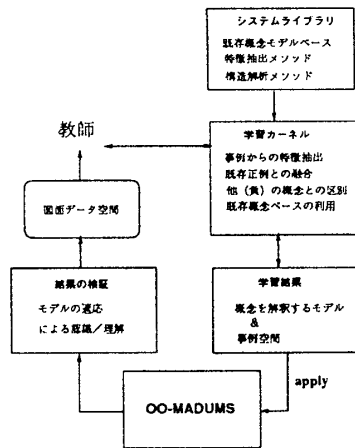 システムライブラリ
既存概念モデルベース
特徴抽出メソッド
構造解析メソッド
教師
学習カーネル
事例からの特徴抽出
既存正例との融合
他(負)の概念との区別
既存概念ベースの利用
図面データ空間
結果の検証
モデルの適応
による認識/理解
学習結果
概念を解釈するモデル
&
事例空間
apply
OO-MADUMS